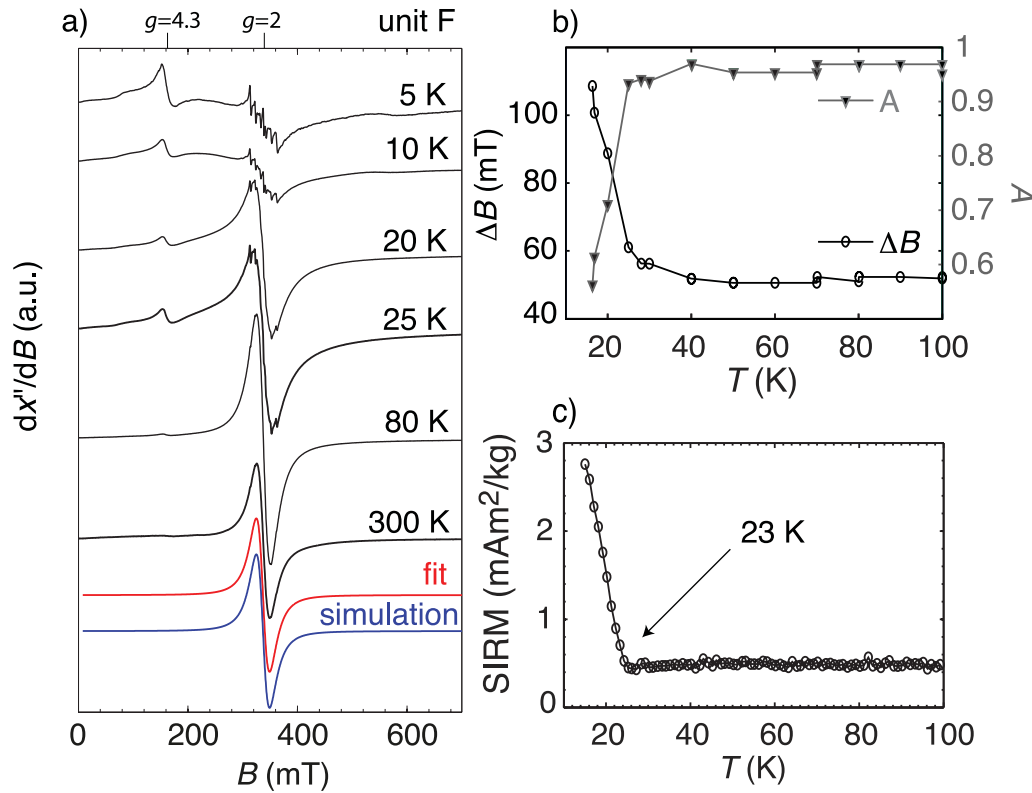 a)
g=4.3
g=2
unit F
5 K
10 K
20 K
25 K
80 K
300 K
fit
simulation
dx"/dB (a.u.)
0
200
400
600
B (mT)
b)
100
80
60
40
ΔB (mT)
1
0.9
0.8
0.7
0.6
A
A
ΔB
20
40
60
80
100
T (K)
c)
3
2
1
0
SIRM (mAm²/kg)
23 K
20
40
60
80
100
T (K)